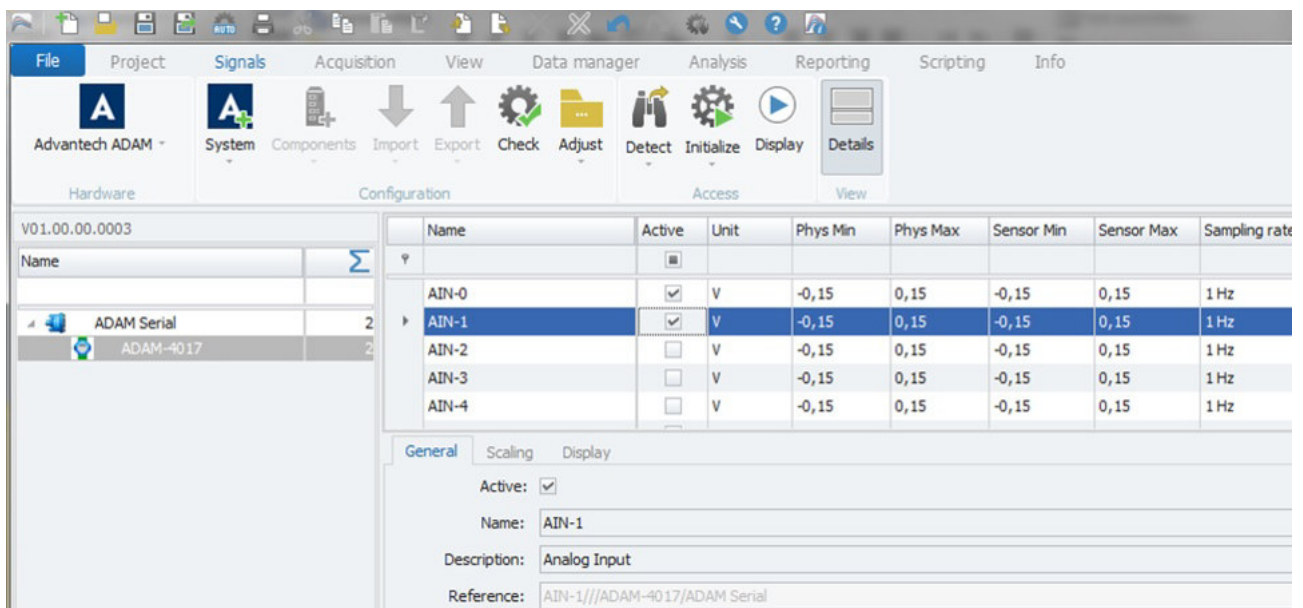 AUTO
File Project Signals Acquisition View Data manager Analysis Reporting Scripting Info
Advantech ADAM System Components Import Export Check Adjust Detect Initialize Display Details
Hardware Configuration Access View
V01.00.00.0003
Name
ADAM Serial 2
ADAM-4017 2
Name Active Unit Phys Min Phys Max Sensor Min Sensor Max Sampling rate
AIN-0 V -0,15 0,15 -0,15 0,15 1 Hz
AIN-1 V -0,15 0,15 -0,15 0,15 1 Hz
AIN-2 V -0,15 0,15 -0,15 0,15 1 Hz
AIN-3 V -0,15 0,15 -0,15 0,15 1 Hz
AIN-4 V -0,15 0,15 -0,15 0,15 1 Hz
General Scaling Display
Active:
Name: AIN-1
Description: Analog Input
Reference: AIN-1///ADAM-4017/ADAM Serial